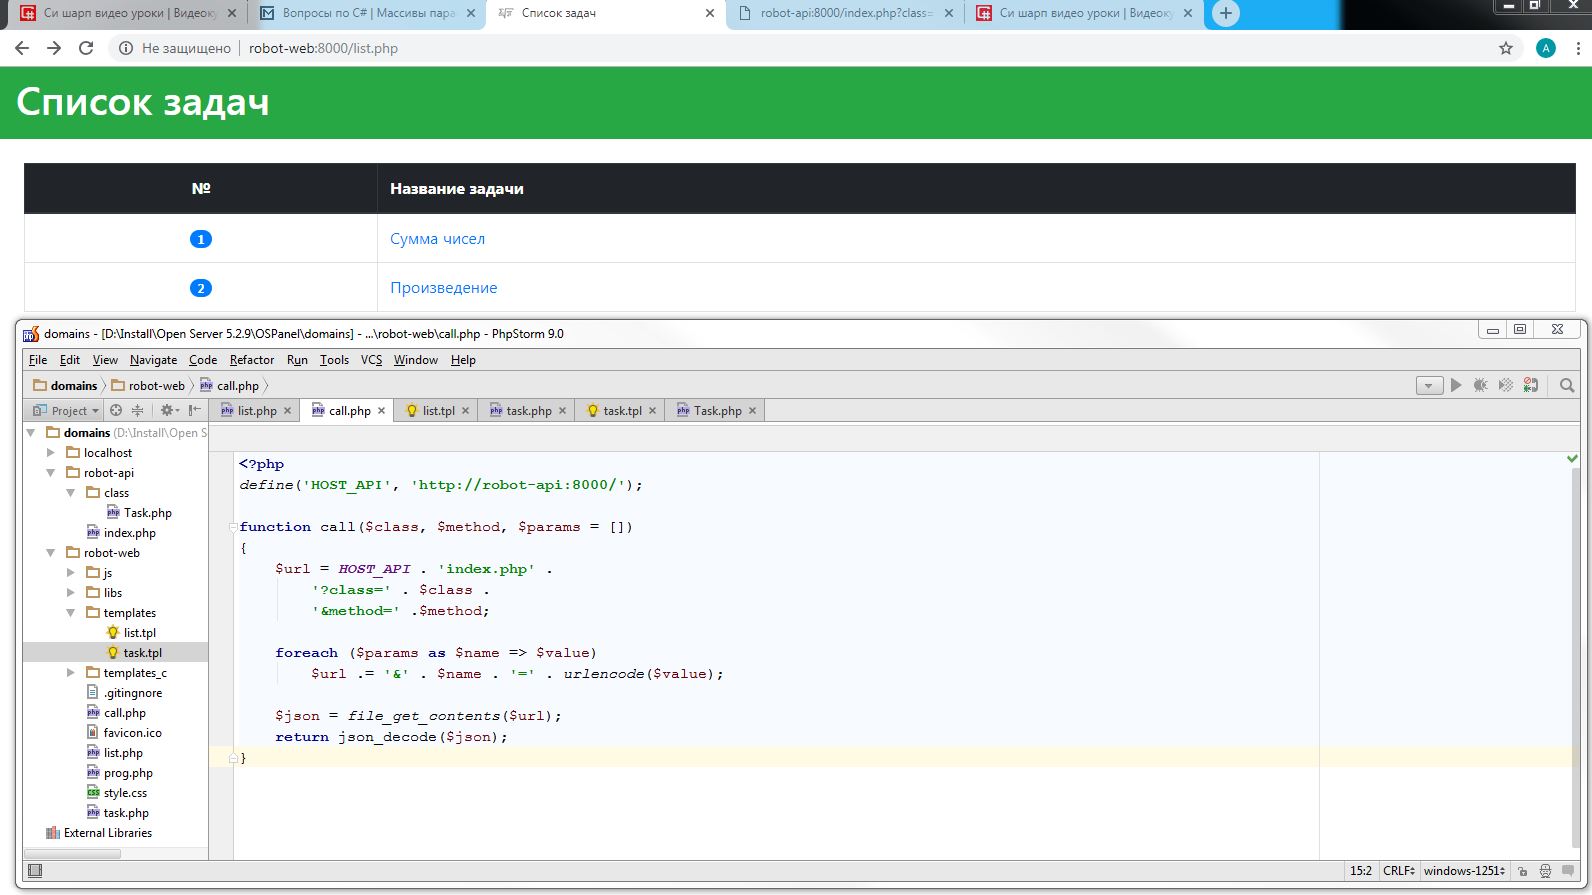 Си шарп видео уроки | Видеоку
Вопросы по C# | Массивы пара
Список задач
robot-api:8000/index.php?class=
Си шарп видео уроки | Видеоку
Не защищено
robot-web:8000/list.php
A
Список задач
№ Название задачи
1 Сумма чисел
2 Произведение
domains - [D:\Install\Open Server 5.2.9\OSPanel\domains] - ...\robot-web\call.php - PhpStorm 9.0
File Edit View Navigate Code Refactor Run Tools VCS Window Help
domains robot-web call.php
Project
list.php call.php list.tpl task.php task.tpl Task.php
domains (D:\Install\Open S
localhost
robot-api
class
Task.php
index.php
robot-web
js
libs
templates
list.tpl
task.tpl
templates_c
.gitingnore
call.php
favicon.ico
list.php
prog.php
style.css
task.php
External Libraries
<?php
define('HOST_API', 'http://robot-api:8000/');
function call($class, $method, $params = [])
{
$url = HOST_API . 'index.php' .
'?class=' . $class .
'&method=' .$method;
foreach ($params as $name => $value)
$url .= '&' . $name . '=' . urlencode($value);
$json = file_get_contents($url);
return json_decode($json);
}
15:2 CRLF windows-1251